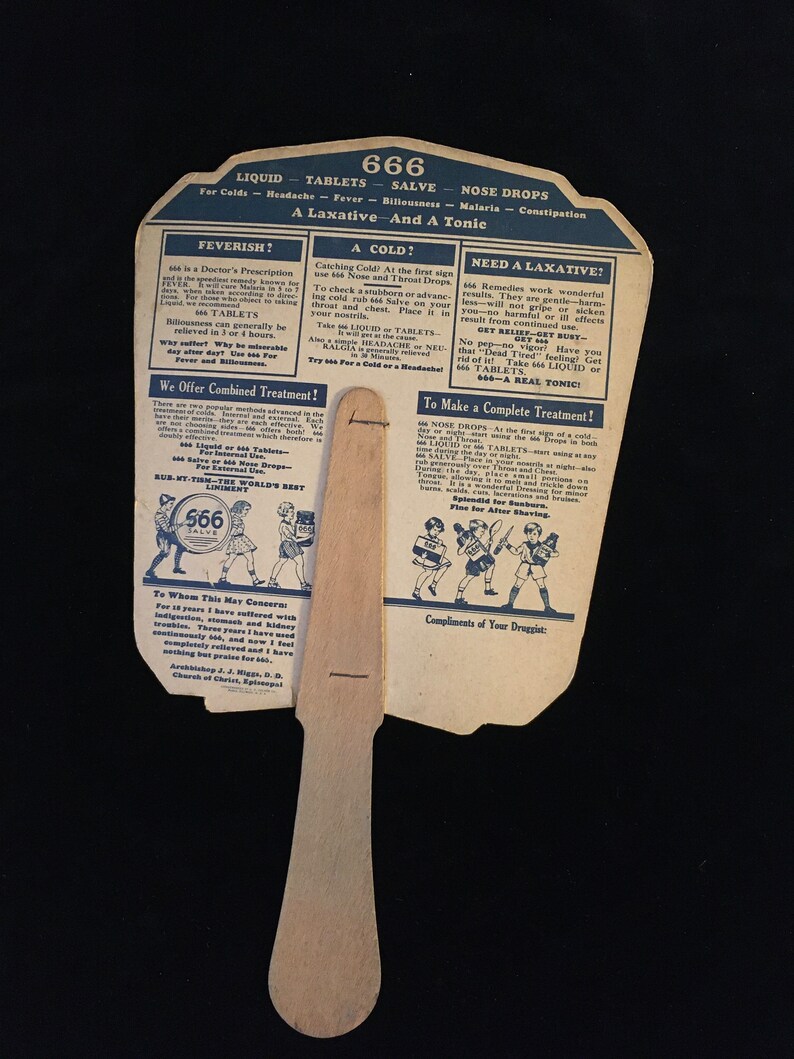 666
LIQUID — TABLETS — SALVE — NOSE DROPS
For Colds — Headache — Fever — Biliousness — Malaria — Constipation
A Laxative—And A Tonic
FEVERISH?
666 is a Doctor's Prescription
and is the speediest remedy known for
FEVER. It will cure Malaria in 5 to 7
days, when taken according to direc-
tions. For those who object to taking
Liquid, we recommend
666 TABLETS
Biliousness can generally be
relieved in 3 or 4 hours.
Why suffer? Why be miserable
day after day? Use 666 For
Fever and Biliousness.
A COLD?
Catching Cold? At the first sign
use 666 Nose and Throat Drops.
To check a stubborn or advanc-
ing cold rub 666 Salve on your
throat and chest. Place it in
your nostrils.
Take 666 LIQUID or TABLETS—
It will get at the cause.
Also a simple HEADACHE or NEU-
RALGIA is generally relieved
in 30 Minutes.
Try 666 For a Cold or a Headache!
NEED A LAXATIVE?
666 Remedies work wonderful
results. They are gentle—harm-
less—will not gripe or sicken
you—no harmful or ill effects
result from continued use.
GET RELIEF—GET BUSY—
GET 666
No pep—no vigor? Have you
that "Dead Tired" feeling? Get
rid of it! Take 666 LIQUID or
666 TABLETS.
666—A REAL TONIC!
We Offer Combined Treatment!
There are two popular methods advanced in the
treatment of colds. Internal and external. Each
have their merits—they are each effective. We
are not choosing sides—666 offers both! 666
offers a combined treatment which therefore is
doubly effective.
666 Liquid or 666 Tablets—
For Internal Use.
666 Salve or 666 Nose Drops—
For External Use.
RUB-MY-TISM—THE WORLD'S BEST
LINIMENT
666
SALVE
666
To Whom This May Concern:
For 15 years I have suffered with
indigestion, stomach and kidney
troubles. Three years I have used
continuously 666, and now I feel
completely relieved and I have
nothing but praise for 666.
Archbishop J. J. Higgs, D. D.
Church of Christ, Episcopal
To Make a Complete Treatment!
666 NOSE DROPS—At the first sign of a cold—
day or night—start using the 666 Drops in both
Nose and Throat.
666 LIQUID or 666 TABLETS—start using at any
time during the day or night.
666 SALVE—Place in your nostrils at night—also
rub generously over Throat and Chest.
During the day, place small portions on
Tongue, allowing it to melt and trickle down
throat. It is a wonderful Dressing for minor
burns, scalds, cuts, lacerations and bruises.
Splendid for Sunburn.
Fine for After Shaving.
666
666
Compliments of Your Druggist: